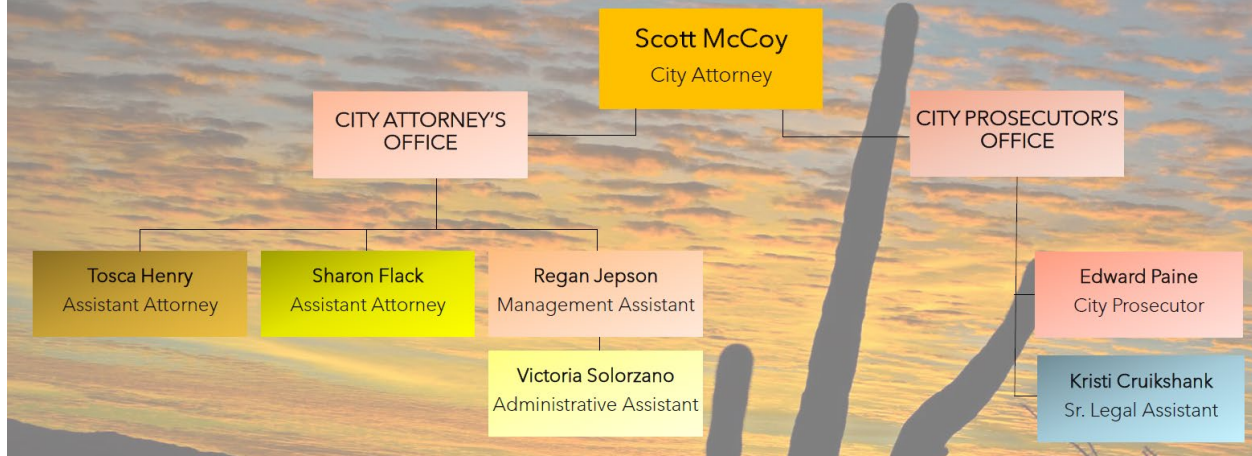 Scott McCoy
City Attorney
CITY ATTORNEY'S
OFFICE
CITY PROSECUTOR'S
OFFICE
Tosca Henry
Assistant Attorney
Sharon Flack
Assistant Attorney
Regan Jepson
Management Assistant
Victoria Solorzano
Administrative Assistant
Edward Paine
City Prosecutor
Kristi Cruikshank
Sr. Legal Assistant